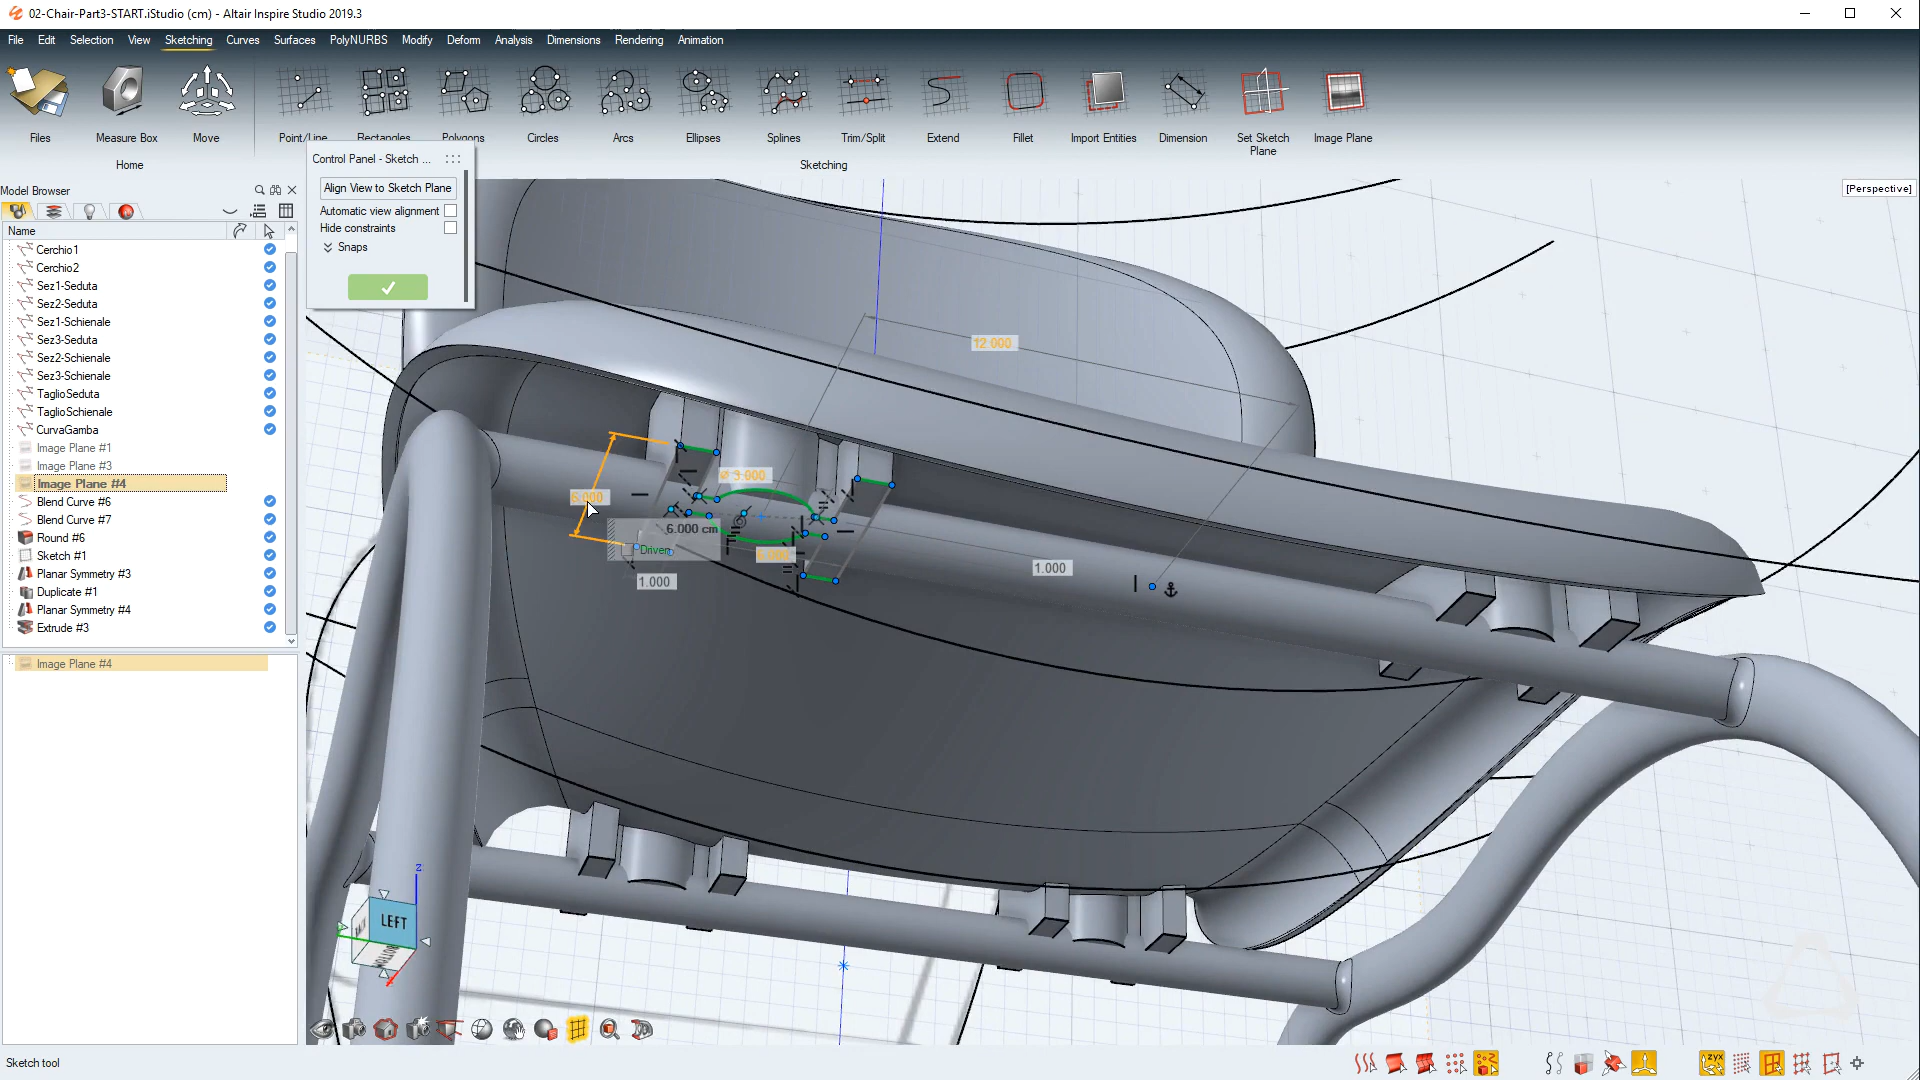 02-Chair-Part3-START.iStudio (cm) - Altair Inspire Studio 2019.3
File Edit Selection View Sketching Curves Surfaces PolyNURBS Modify Deform Analysis Dimensions Rendering Animation
Files Measure Box Move Point/Line Rectangles Polygons Circles Arcs Ellipses Splines Trim/Split Extend Fillet Import Entities Dimension Set Sketch Plane Image Plane
Home Sketching
Control Panel - Sketch ...
Align View to Sketch Plane
Automatic view alignment
Hide constraints
Snaps
Model Browser
[Perspective]
Name
Cerchio1
Cerchio2
Sez1-Seduta
Sez2-Seduta
Sez1-Schienale
Sez3-Seduta
Sez2-Schienale
Sez3-Schienale
TaglioSeduta
TaglioSchienale
CurvaGamba
Image Plane #1
Image Plane #3
Image Plane #4
Blend Curve #6
Blend Curve #7
Round #6
Sketch #1
Planar Symmetry #3
Duplicate #1
Planar Symmetry #4
Extrude #3
Image Plane #4
12.000
3.000
6.000 cm
Driven
1.000
1.000
Z
LEFT
Sketch tool